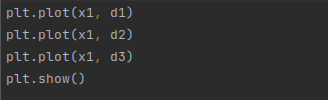 plt.plot(x1, d1)
plt.plot(x1, d2)
plt.plot(x1, d3)
plt.show()